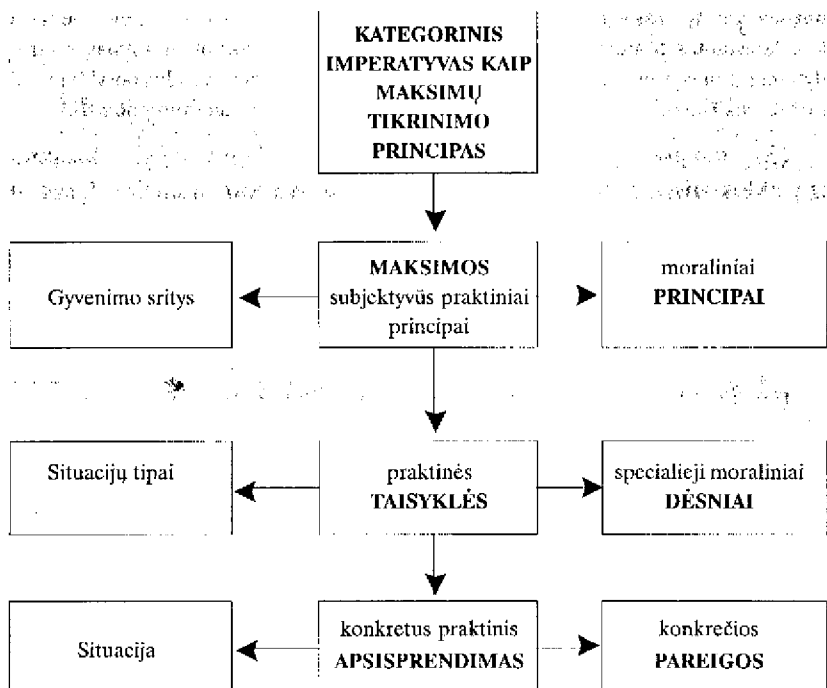 KATEGORINIS
IMPERATYVAS KAIP
MAKSIMŲ
TIKRINIMO
PRINCIPAS
Gyvenimo sritys
MAKSIMOS
subjektyvūs praktiniai
principai
moraliniai
PRINCIPAI
Situacijų tipai
praktinės
TAISYKLĖS
specialieji moraliniai
DĖSNIAI
Situacija
konkretus praktinis
APSISPRENDIMAS
konkrečios
PAREIGOS